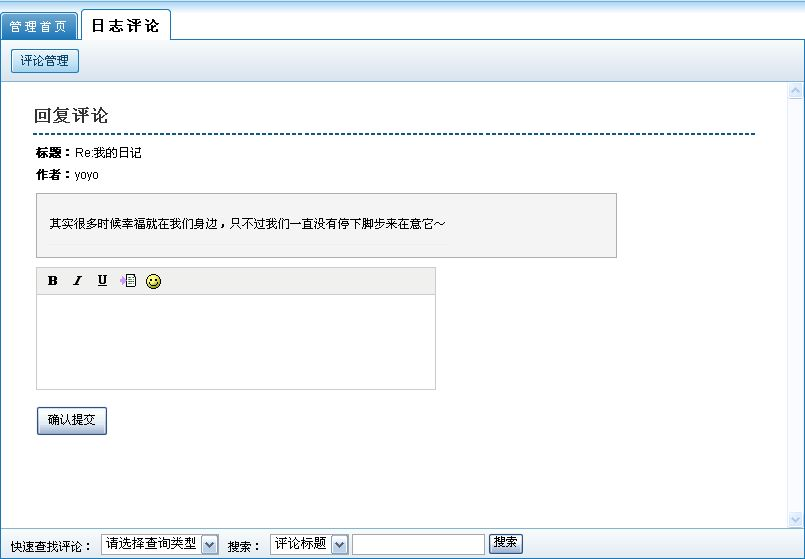 管理首页 日志评论
评论管理
回复评论
标题：Re:我的日记
作者：yoyo
其实很多时候幸福就在我们身边，只不过我们一直没有停下脚步来在意它～
B I U
确认提交
快速查找评论： 请选择查询类型 搜索： 评论标题 搜索